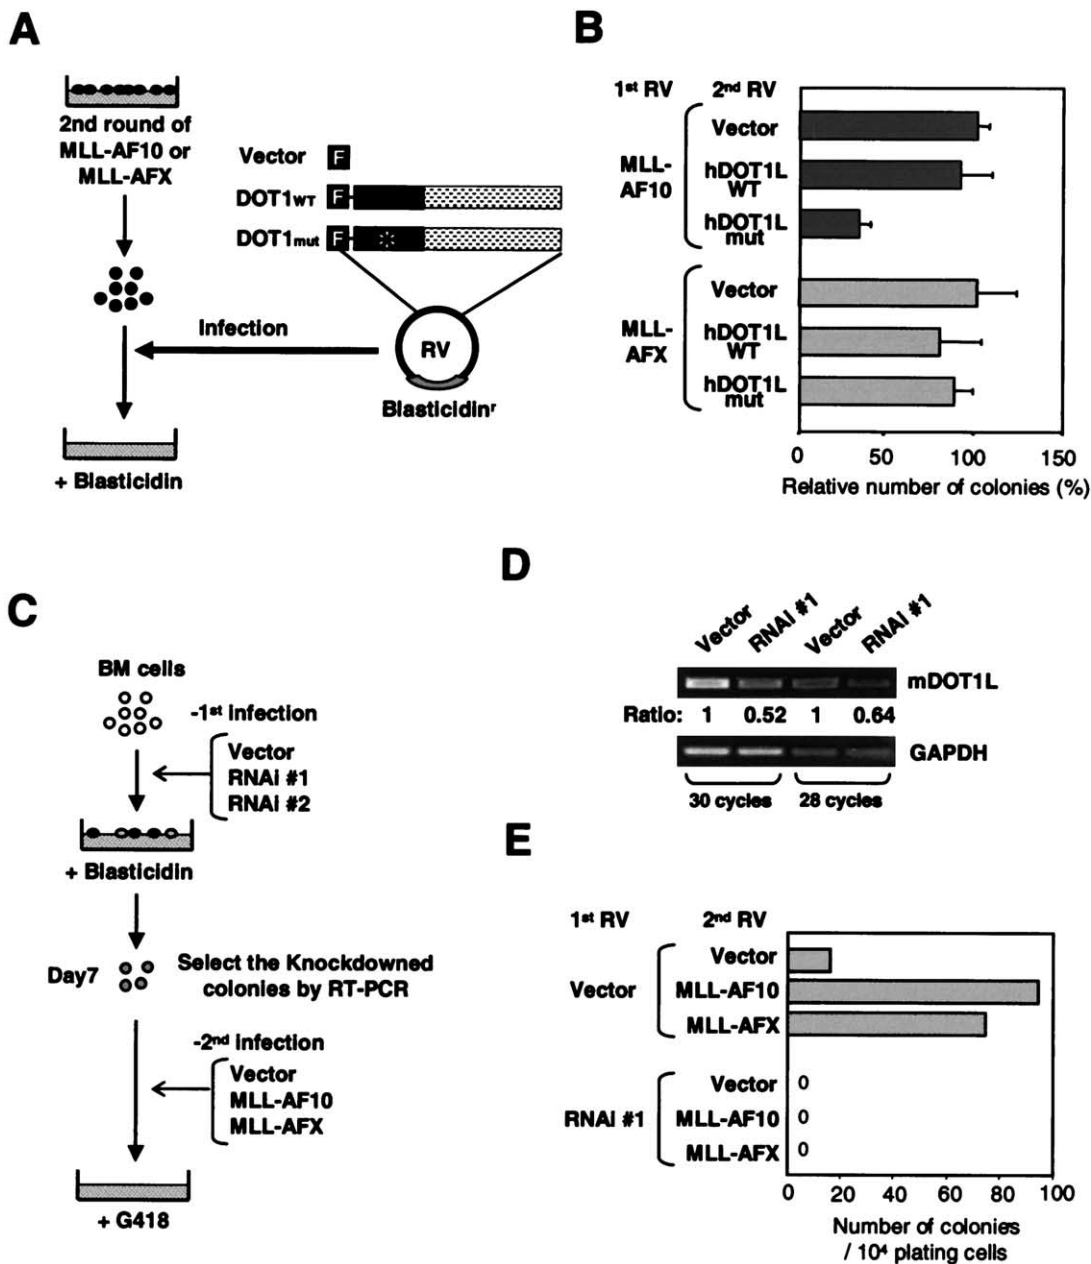 A
2nd round of
MLL-AF10 or
MLL-AFX
Vector F
DOT1WT F
DOT1mut F *
Infection
RV
Blasticidinʳ
+ Blasticidin
B
1st RV 2nd RV
MLL-
AF10
Vector
hDOT1L
WT
hDOT1L
mut
MLL-
AFX
Vector
hDOT1L
WT
hDOT1L
mut
0 50 100 150
Relative number of colonies (%)
C
BM cells
-1st infection
Vector
RNAi #1
RNAi #2
+ Blasticidin
Day7
Select the Knockdowned
colonies by RT-PCR
-2nd infection
Vector
MLL-AF10
MLL-AFX
+ G418
D
Vector RNAi #1 Vector RNAi #1
mDOT1L
Ratio: 1 0.52 1 0.64
GAPDH
30 cycles 28 cycles
E
1st RV 2nd RV
Vector
Vector
MLL-AF10
MLL-AFX
RNAi #1
Vector 0
MLL-AF10 0
MLL-AFX 0
0 20 40 60 80 100
Number of colonies
/ 10⁴ plating cells